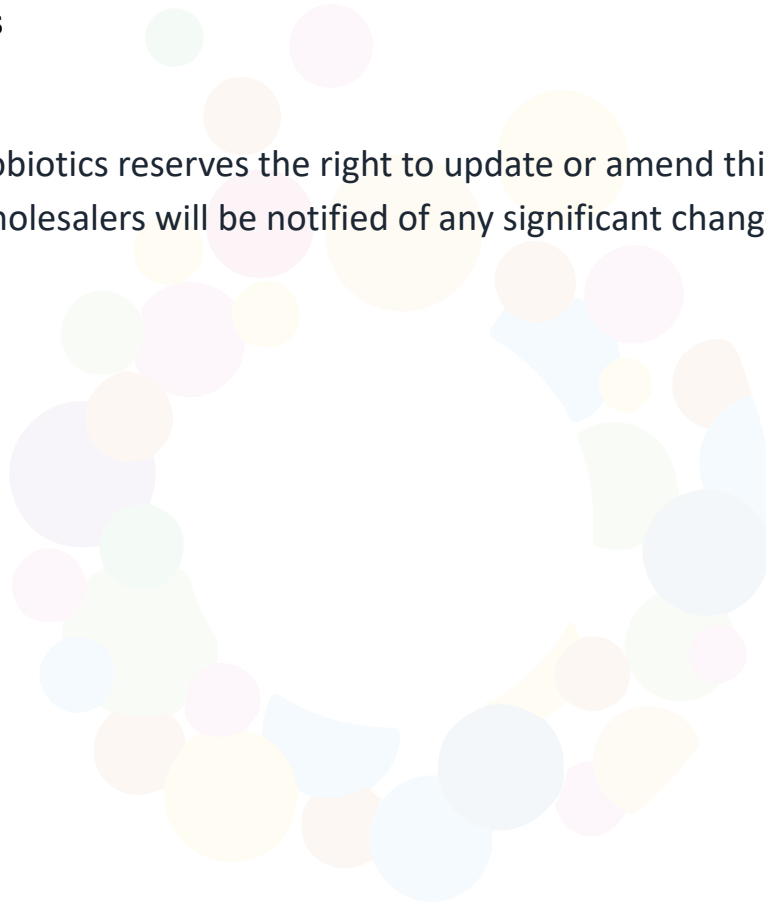 s
obiotics reserves the right to update or amend thi
holesalers will be notified of any significant chang